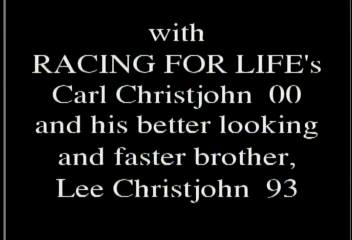 with
RACING FOR LIFE's
Carl Christjohn 00
and his better looking
and faster brother,
Lee Christjohn 93